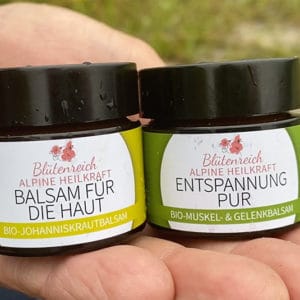 Blütenreich
ALPINE HEILKRAFT
BALSAM FÜR
DIE HAUT
BIO-JOHANNISKRAUTBALSAM
Blütenreich
ALPINE HEILKRAFT
ENTSPANNUNG
PUR
BIO-MUSKEL- & GELENKBALSAM